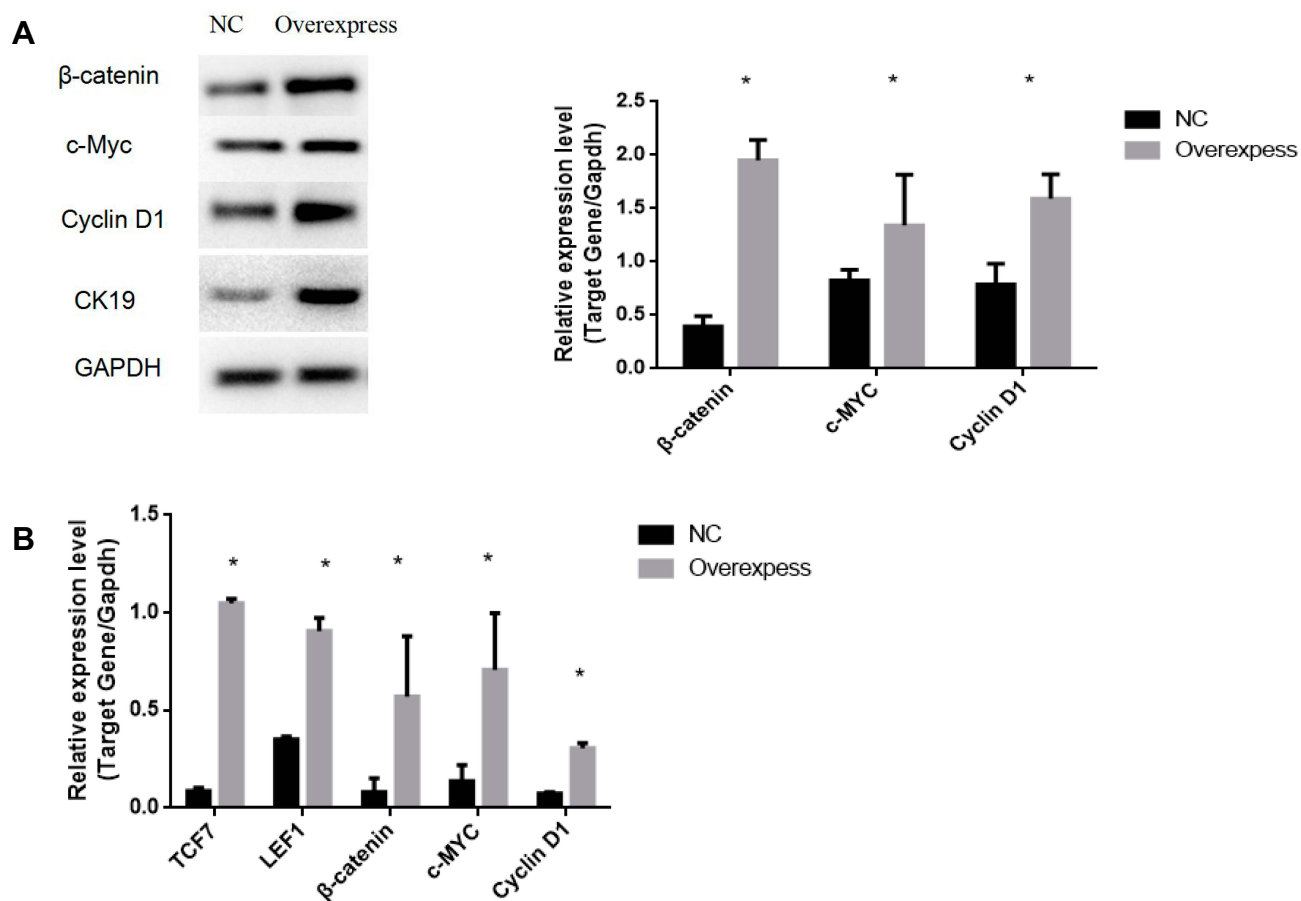 A
NC Overexpress
β-catenin
c-Myc
Cyclin D1
CK19
GAPDH
* * *
Relative expression level
(Target Gene/Gapdh)
2.5
2.0
1.5
1.0
0.5
0.0
β-catenin
c-MYC
Cyclin D1
NC
Overexpess
B
Relative expression level
(Target Gene/Gapdh)
1.5
1.0
0.5
0.0
* * * * *
TCF7
LEF1
β-catenin
c-MYC
Cyclin D1
NC
Overexpess